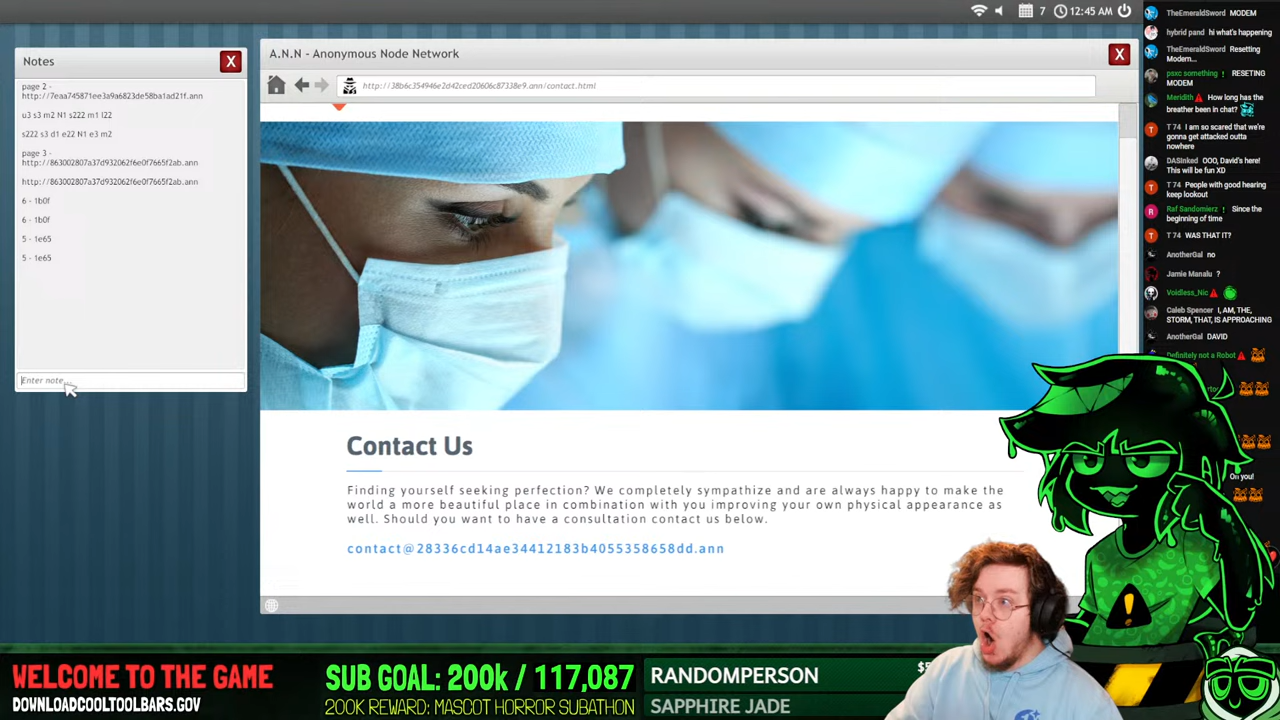 7
12:45 AM
Notes
X
page 2 -
http://7eaa745871ee3a9a6823de58ba1ad21f.ann
u3 s3 m2 N1 s222 m1 l22
s222 s3 d1 e22 N1 e3 m2
page 3 -
http://863002807a37d932062f6e0f7665f2ab.ann
http://863002807a37d932062f6e0f7665f2ab.ann
6 - 1b0f
6 - 1b0f
5 - 1e65
5 - 1e65
Enter note...
A.N.N - Anonymous Node Network
X
http://38b6c354946e2d42ced20606c87338e9.ann/contact.html
Contact Us
Finding yourself seeking perfection? We completely sympathize and are always happy to make the
world a more beautiful place in combination with you improving your own physical appearance as
well. Should you want to have a consultation contact us below.
contact@28336cd14ae34412183b4055358658dd.ann
TheEmeraldSword MODEM
hybrid pand hi what's happening
TheEmeraldSword Resetting
Modem...
psxc something ! RESETING
MODEM
Meridith How long has the
breather been in chat?
T 74 I am so scared that we're
gonna get attacked outta
nowhere
DASInked OOO, David's here!
This will be fun XD
T 74 People with good hearing
keep lookout
Raf Sandomierz ! Since the
beginning of time
T 74 WAS THAT IT?
AnotherGal no
Jamie Manalu ?
Voidless_Nic
Caleb Spencer I, AM, THE,
STORM, THAT, IS APPROACHING
AnotherGal DAVID
Definitely not a Robot
On you!
WELCOME TO THE GAME
DOWNLOADCOOLTOOLBARS.GOV
SUB GOAL: 200k / 117,087
200K REWARD: MASCOT HORROR SUBATHON
RANDOMPERSON
SAPPHIRE JADE